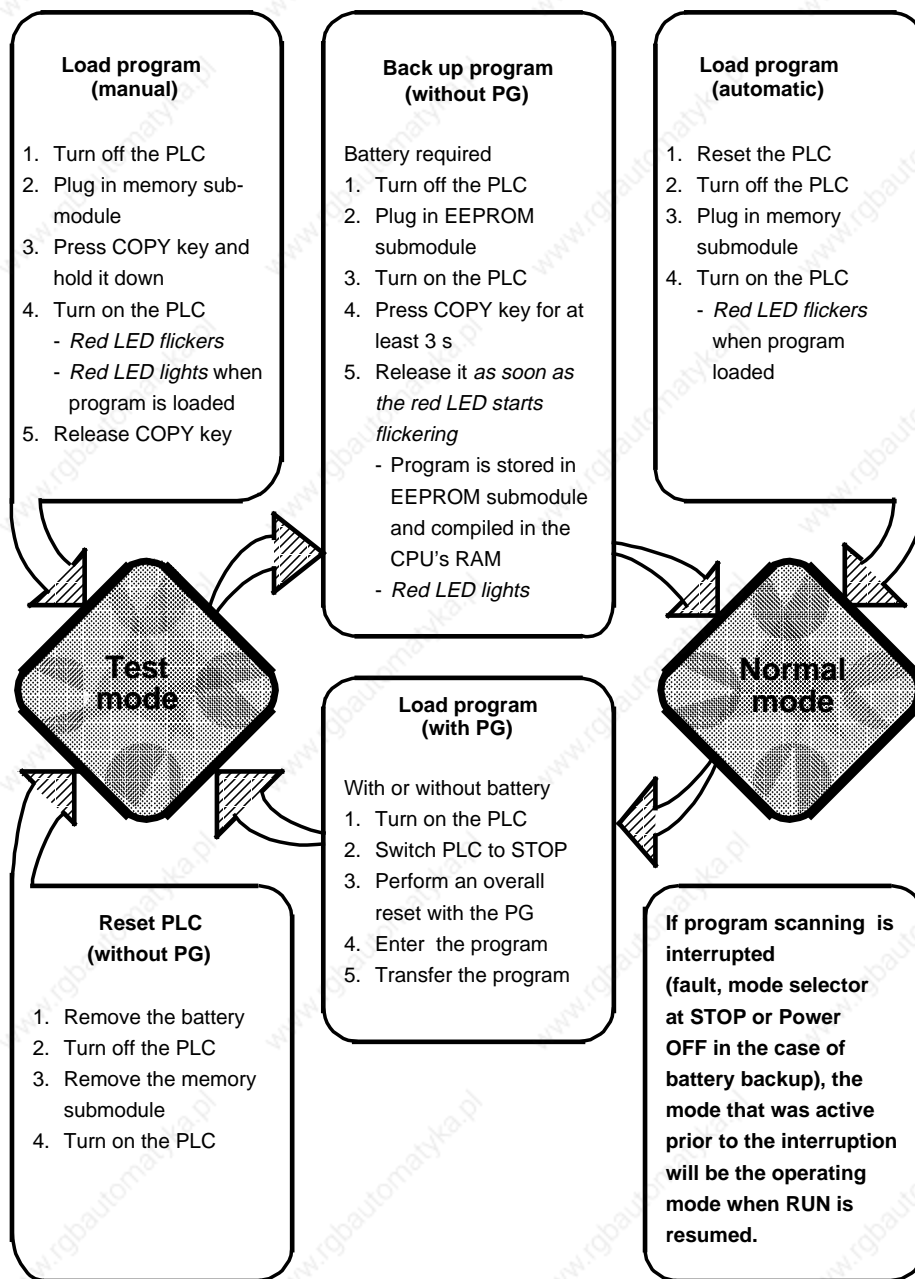 Load program
(manual)
1. Turn off the PLC
2. Plug in memory sub-
module
3. Press COPY key and
hold it down
4. Turn on the PLC
- Red LED flickers
- Red LED lights when
program is loaded
5. Release COPY key
Back up program
(without PG)
Battery required
1. Turn off the PLC
2. Plug in EEPROM
submodule
3. Turn on the PLC
4. Press COPY key for at
least 3 s
5. Release it as soon as
the red LED starts
flickering
- Program is stored in
EEPROM submodule
and compiled in the
CPU's RAM
- Red LED lights
Load program
(automatic)
1. Reset the PLC
2. Turn off the PLC
3. Plug in memory
submodule
4. Turn on the PLC
- Red LED flickers
when program
loaded
Test
mode
Normal
mode
Load program
(with PG)
With or without battery
1. Turn on the PLC
2. Switch PLC to STOP
3. Perform an overall
reset with the PG
4. Enter the program
5. Transfer the program
Reset PLC
(without PG)
1. Remove the battery
2. Turn off the PLC
3. Remove the memory
submodule
4. Turn on the PLC
If program scanning is
interrupted
(fault, mode selector
at STOP or Power
OFF in the case of
battery backup), the
mode that was active
prior to the interruption
will be the operating
mode when RUN is
resumed.
www.rgbautomatyka.pl